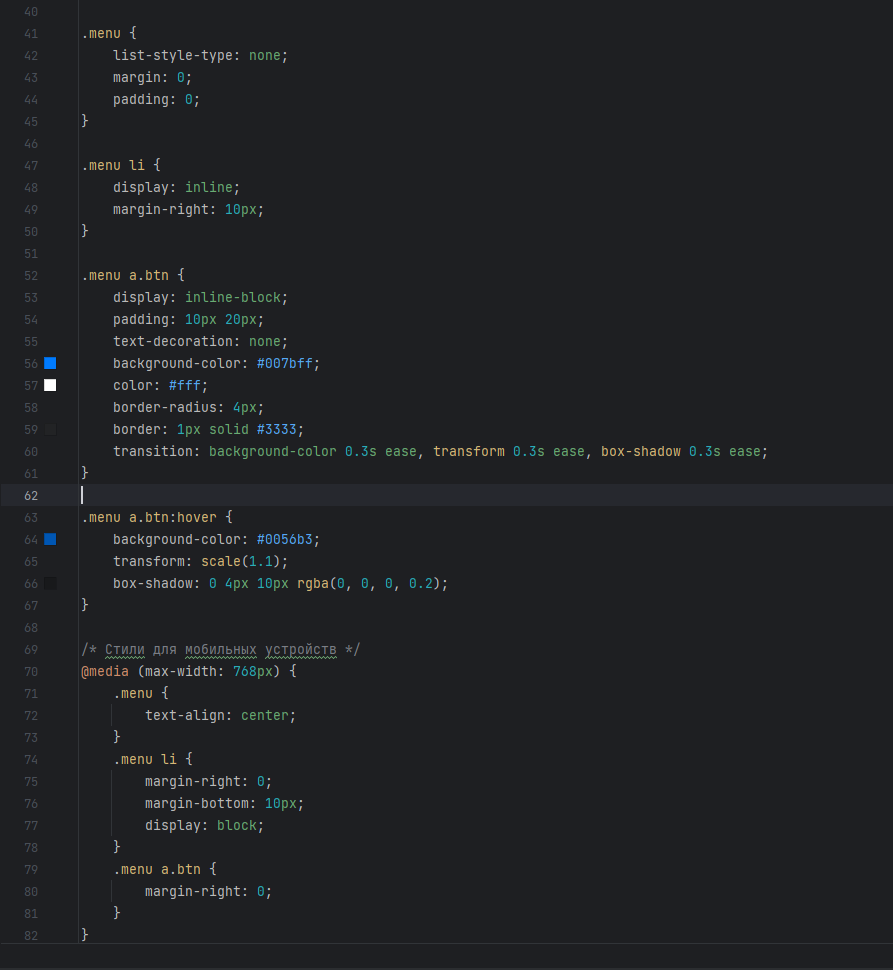 40
41 .menu {
42 list-style-type: none;
43 margin: 0;
44 padding: 0;
45 }
46
47 .menu li {
48 display: inline;
49 margin-right: 10px;
50 }
51
52 .menu a.btn {
53 display: inline-block;
54 padding: 10px 20px;
55 text-decoration: none;
56 background-color: #007bff;
57 color: #fff;
58 border-radius: 4px;
59 border: 1px solid #3333;
60 transition: background-color 0.3s ease, transform 0.3s ease, box-shadow 0.3s ease;
61 }
62
63 .menu a.btn:hover {
64 background-color: #0056b3;
65 transform: scale(1.1);
66 box-shadow: 0 4px 10px rgba(0, 0, 0, 0.2);
67 }
68
69 /* Стили для мобильных устройств */
70 @media (max-width: 768px) {
71 .menu {
72 text-align: center;
73 }
74 .menu li {
75 margin-right: 0;
76 margin-bottom: 10px;
77 display: block;
78 }
79 .menu a.btn {
80 margin-right: 0;
81 }
82 }